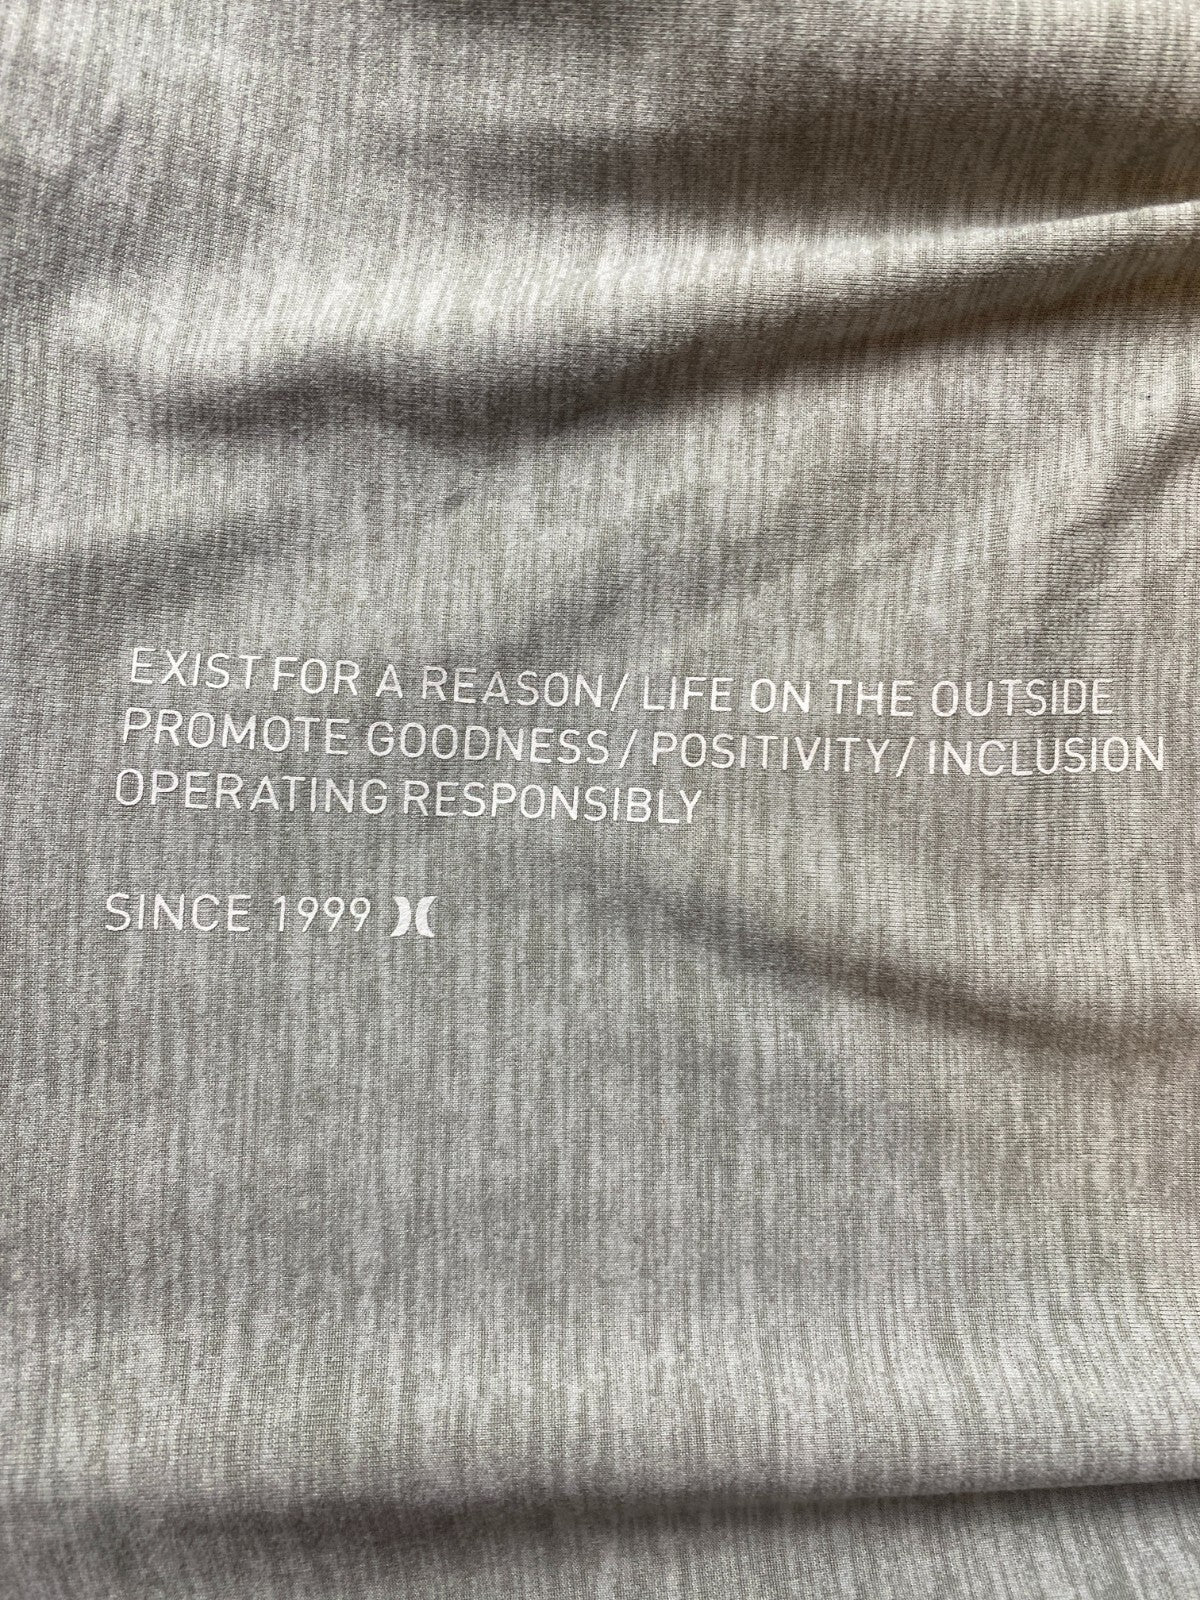 EXIST FOR A REASON/ LIFE ON THE OUTSIDE
PROMOTE GOODNESS/ POSITIVITY/ INCLUSION
OPERATING RESPONSIBLY
SINCE 1999